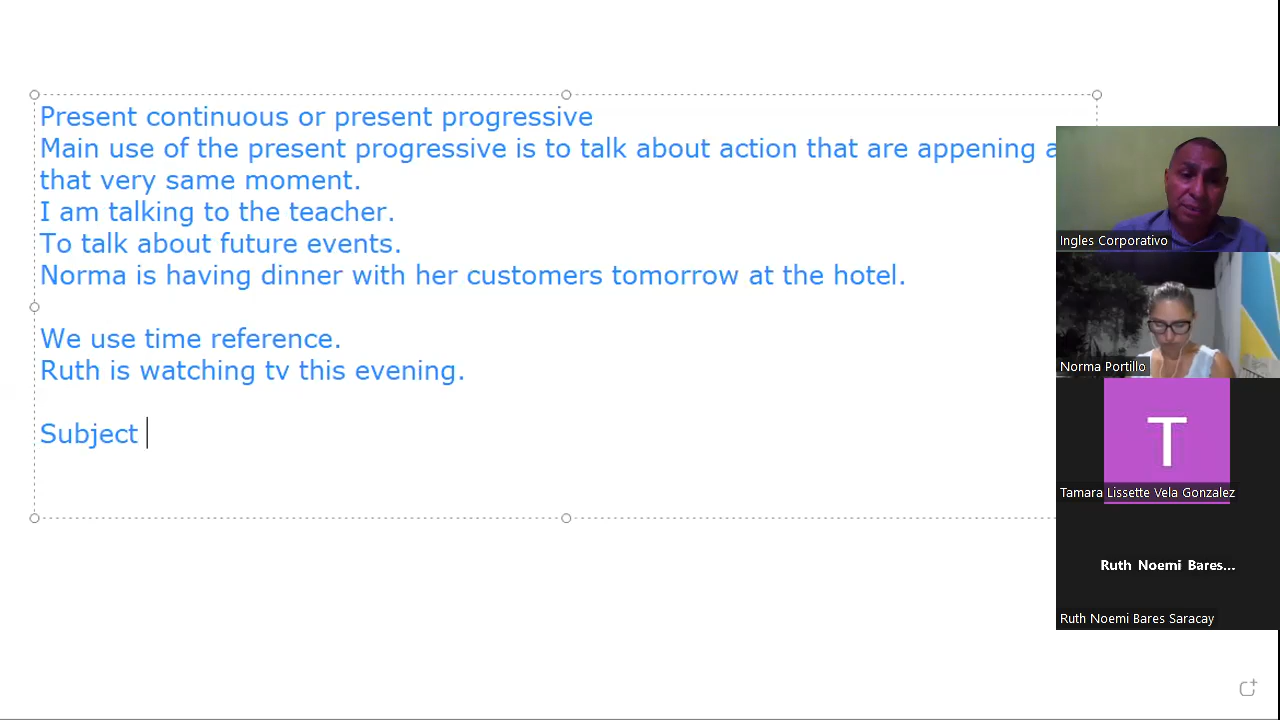 Present continuous or present progressive
Main use of the present progressive is to talk about action that are appening
that very same moment.
I am talking to the teacher.
To talk about future events.
Norma is having dinner with her customers tomorrow at the hotel.
We use time reference.
Ruth is watching tv this evening.
Subject
Ingles Corporativo
Norma Portillo
T
Tamara Lissette Vela Gonzalez
Ruth Noemi Bares...
Ruth Noemi Bares Saracay